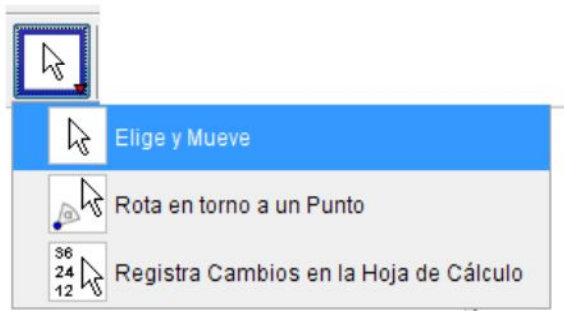 Elige y Mueve
Rota en torno a un Punto
36
24
12
Registra Cambios en la Hoja de Cálculo